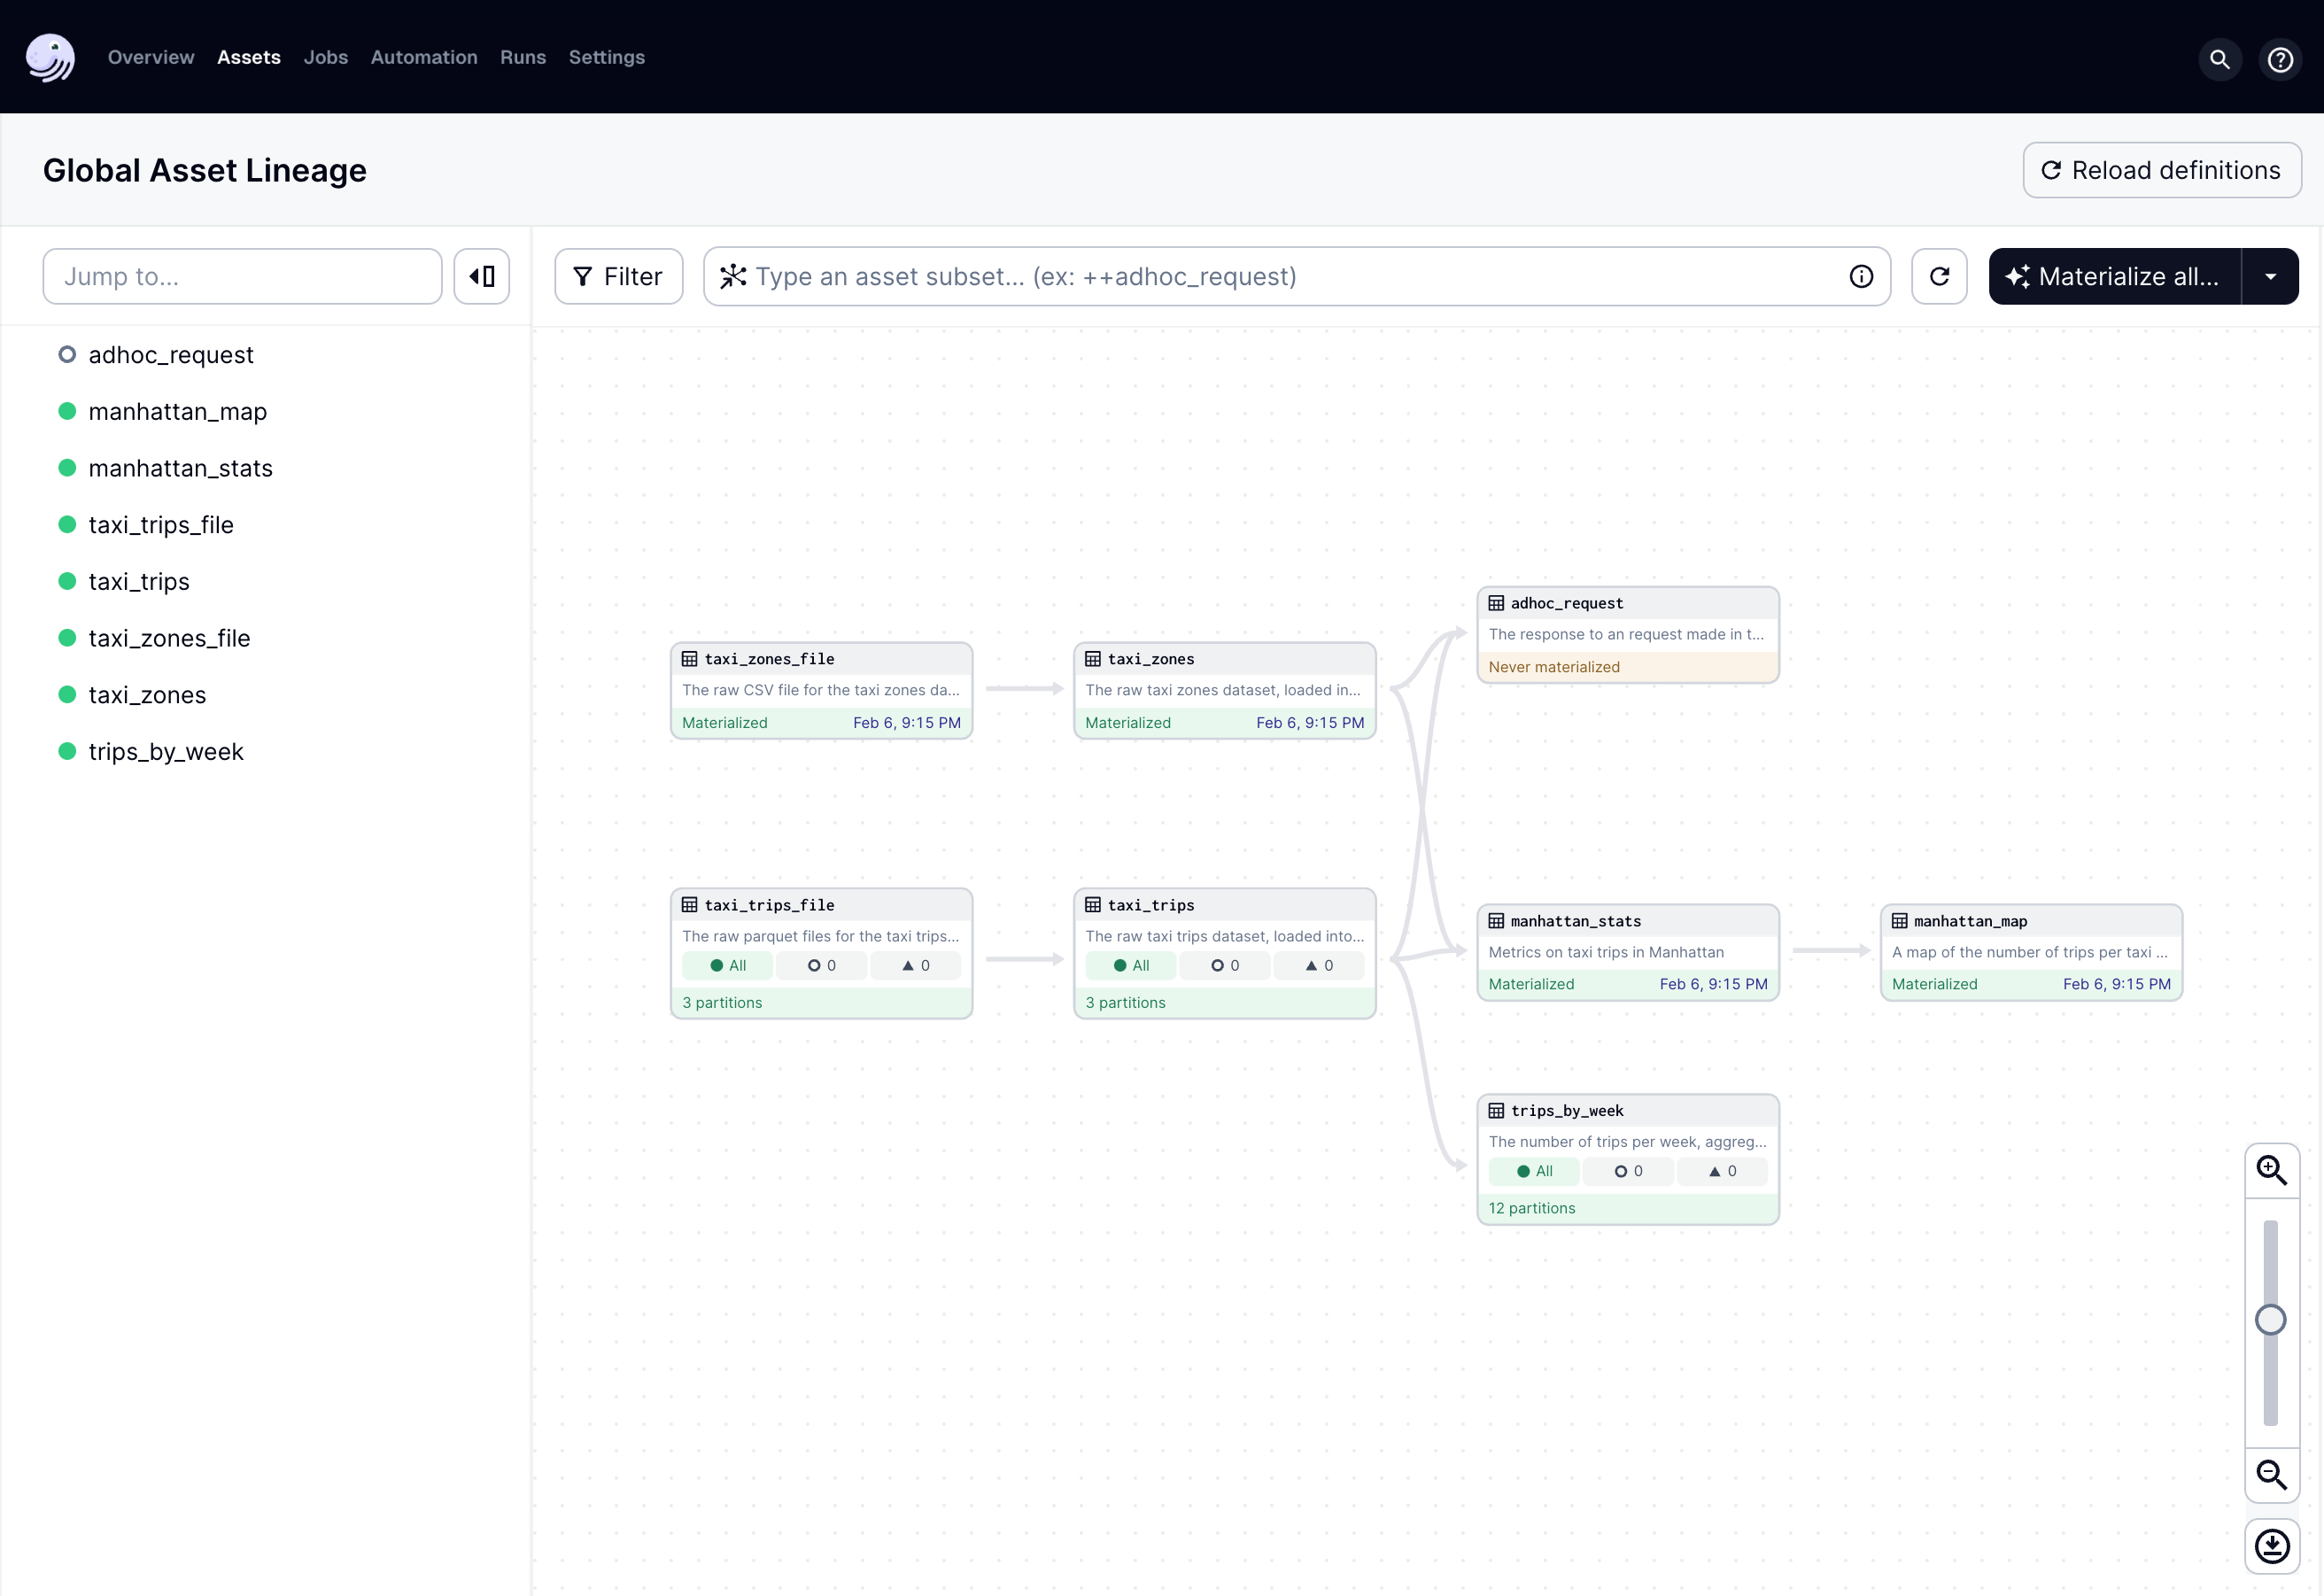 Overview Assets Jobs Automation Runs Settings
Global Asset Lineage
Reload definitions
Jump to...
Filter
Type an asset subset... (ex: ++adhoc_request)
Materialize all...
adhoc_request
manhattan_map
manhattan_stats
taxi_trips_file
taxi_trips
taxi_zones_file
taxi_zones
trips_by_week
taxi_zones_file
The raw CSV file for the taxi zones da...
Materialized Feb 6, 9:15 PM
taxi_zones
The raw taxi zones dataset, loaded in...
Materialized Feb 6, 9:15 PM
adhoc_request
The response to an request made in t...
Never materialized
taxi_trips_file
The raw parquet files for the taxi trips...
All 0 0
3 partitions
taxi_trips
The raw taxi trips dataset, loaded into...
All 0 0
3 partitions
manhattan_stats
Metrics on taxi trips in Manhattan
Materialized Feb 6, 9:15 PM
manhattan_map
A map of the number of trips per taxi ...
Materialized Feb 6, 9:15 PM
trips_by_week
The number of trips per week, aggreg...
All 0 0
12 partitions